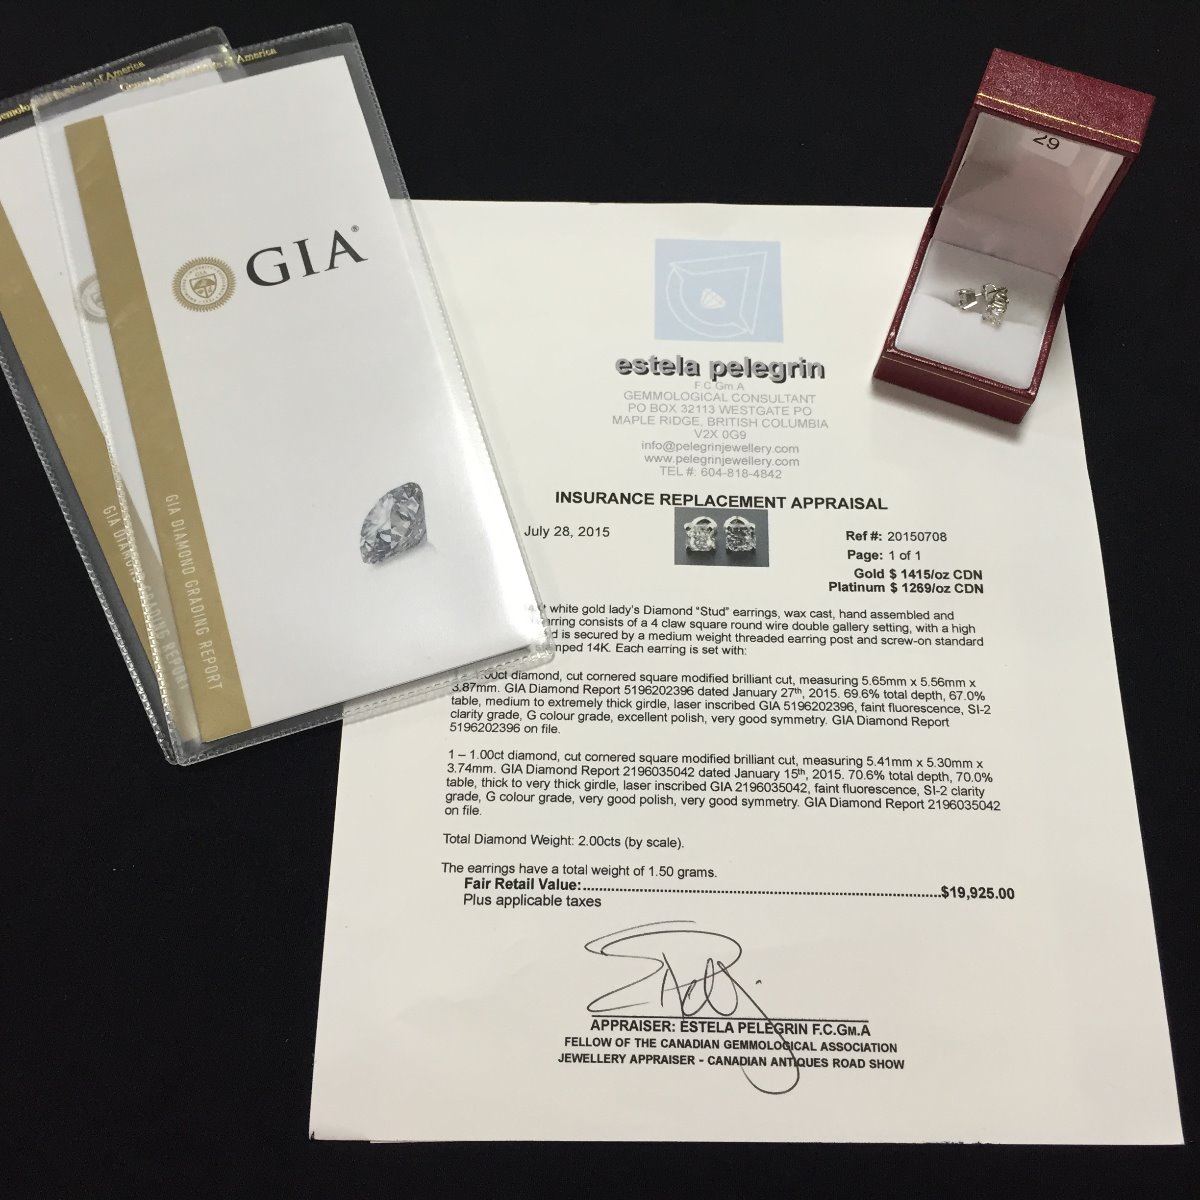 Gemological Institute of America
of America
GIA®
GIA DIAMOND GRADING REPORT
GIA DIAMOND GRADING REPORT
29
estela pelegrin
F.C.Gm.A
GEMMOLOGICAL CONSULTANT
PO BOX 32113 WESTGATE PO
MAPLE RIDGE, BRITISH COLUMBIA
V2X 0G9
info@pelegrinjewellery.com
www.pelegrinjewellery.com
TEL #: 604-818-4842
INSURANCE REPLACEMENT APPRAISAL
July 28, 2015
Ref #: 20150708
Page: 1 of 1
Gold $ 1415/oz CDN
Platinum $ 1269/oz CDN
white gold lady's Diamond "Stud" earrings, wax cast, hand assembled and
earring consists of a 4 claw square round wire double gallery setting, with a high
is secured by a medium weight threaded earring post and screw-on standard
14K. Each earring is set with:
1.00ct diamond, cut cornered square modified brilliant cut, measuring 5.65mm x 5.56mm x
3.87mm. GIA Diamond Report 5196202396 dated January 27th, 2015. 69.6% total depth, 67.0%
table, medium to extremely thick girdle, laser inscribed GIA 5196202396, faint fluorescence, SI-2
clarity grade, G colour grade, excellent polish, very good symmetry. GIA Diamond Report
5196202396 on file.
1 – 1.00ct diamond, cut cornered square modified brilliant cut, measuring 5.41mm x 5.30mm x
3.74mm. GIA Diamond Report 2196035042 dated January 15th, 2015. 70.6% total depth, 70.0%
table, thick to very thick girdle, laser inscribed GIA 2196035042, faint fluorescence, SI-2 clarity
grade, G colour grade, very good polish, very good symmetry. GIA Diamond Report 2196035042
on file.
Total Diamond Weight: 2.00cts (by scale).
The earrings have a total weight of 1.50 grams.
Fair Retail Value:..........$19,925.00
Plus applicable taxes
APPRAISER: ESTELA PELEGRIN F.C.GM.A
FELLOW OF THE CANADIAN GEMMOLOGICAL ASSOCIATION
JEWELLERY APPRAISER - CANADIAN ANTIQUES ROAD SHOW